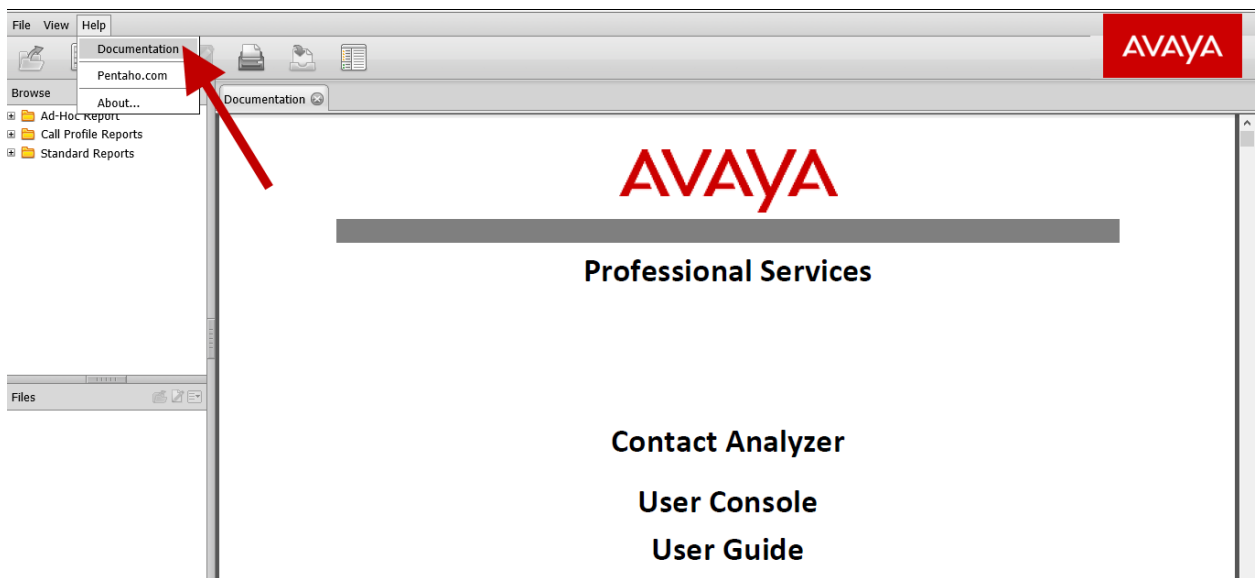 File View Help
AVAYA
Documentation
Pentaho.com
About...
Browse
Documentation
Ad-Hoc Report
Call Profile Reports
Standard Reports
AVAYA
Professional Services
Files
Contact Analyzer
User Console
User Guide